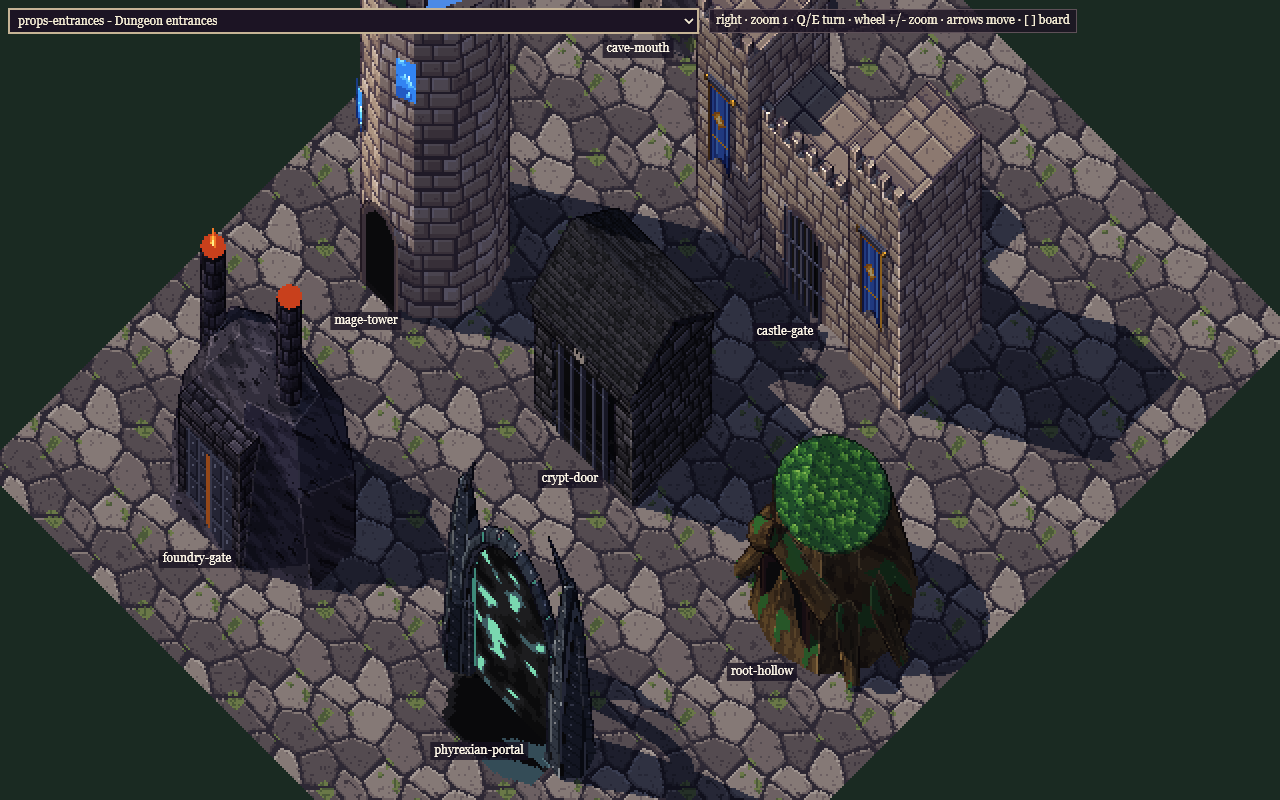 props-entrances - Dungeon entrances
right · zoom 1 · Q/E turn · wheel +/- zoom · arrows move · [ ] board
cave-mouth
mage-tower
castle-gate
crypt-door
foundry-gate
root-hollow
phyrexian-portal